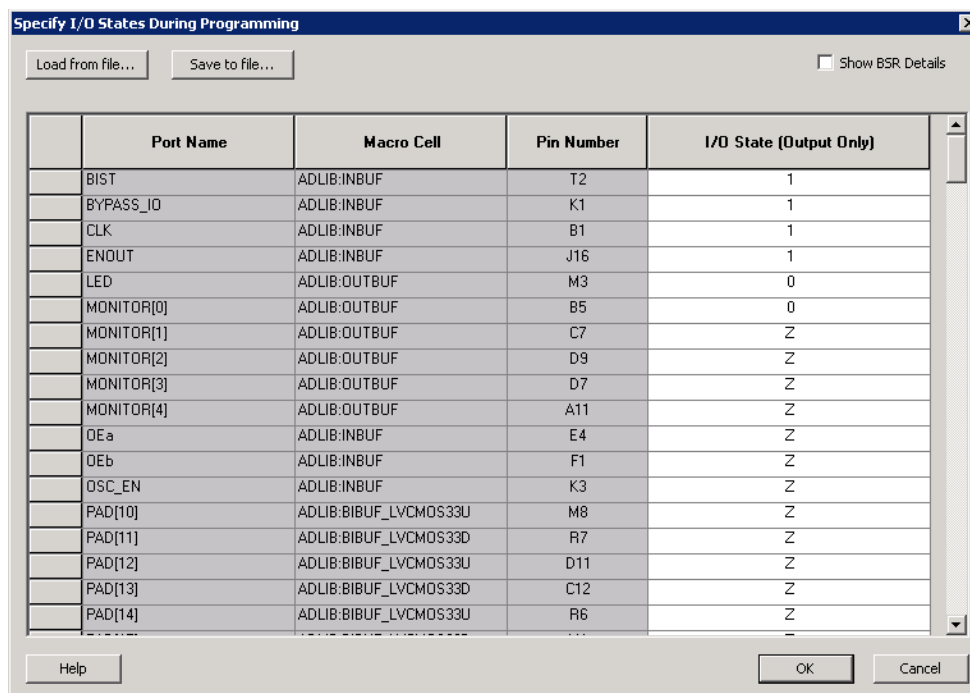 Specify I/O States During Programming
Load from file... Save to file... Show BSR Details
Port Name Macro Cell Pin Number I/O State (Output Only)
BIST ADLIB:INBUF T2 1
BYPASS_IO ADLIB:INBUF K1 1
CLK ADLIB:INBUF B1 1
ENOUT ADLIB:INBUF J16 1
LED ADLIB:OUTBUF M3 0
MONITOR[0] ADLIB:OUTBUF B5 0
MONITOR[1] ADLIB:OUTBUF C7 Z
MONITOR[2] ADLIB:OUTBUF D9 Z
MONITOR[3] ADLIB:OUTBUF D7 Z
MONITOR[4] ADLIB:OUTBUF A11 Z
OEa ADLIB:INBUF E4 Z
OEb ADLIB:INBUF F1 Z
OSC_EN ADLIB:INBUF K3 Z
PAD[10] ADLIB:BIBUF_LVCMOS33U M8 Z
PAD[11] ADLIB:BIBUF_LVCMOS33D R7 Z
PAD[12] ADLIB:BIBUF_LVCMOS33U D11 Z
PAD[13] ADLIB:BIBUF_LVCMOS33D C12 Z
PAD[14] ADLIB:BIBUF_LVCMOS33U R6 Z
Help OK Cancel